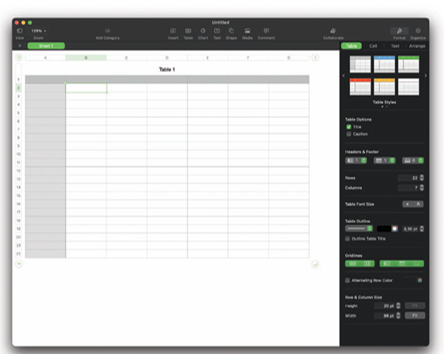 Untitled
125%
View Zoom Add Category Insert Table Chart Text Shape Media Comment Collaborate Format Organize
+ Sheet 1
Table Cell Text Arrange
A B C D E F G
Table 1
1
2
3
4
5
6
7
8
9
10
11
12
13
14
15
16
17
18
19
20
21
22
Table Styles
Table Options
Title
Caption
Headers & Footer
1 1 0
Rows 22
Columns 7
Table Font Size A A
Table Outline
Outline Table Title
Gridlines
Alternating Row Color
Row & Column Size
Height 20 pt Fit
Width 98 pt Fit